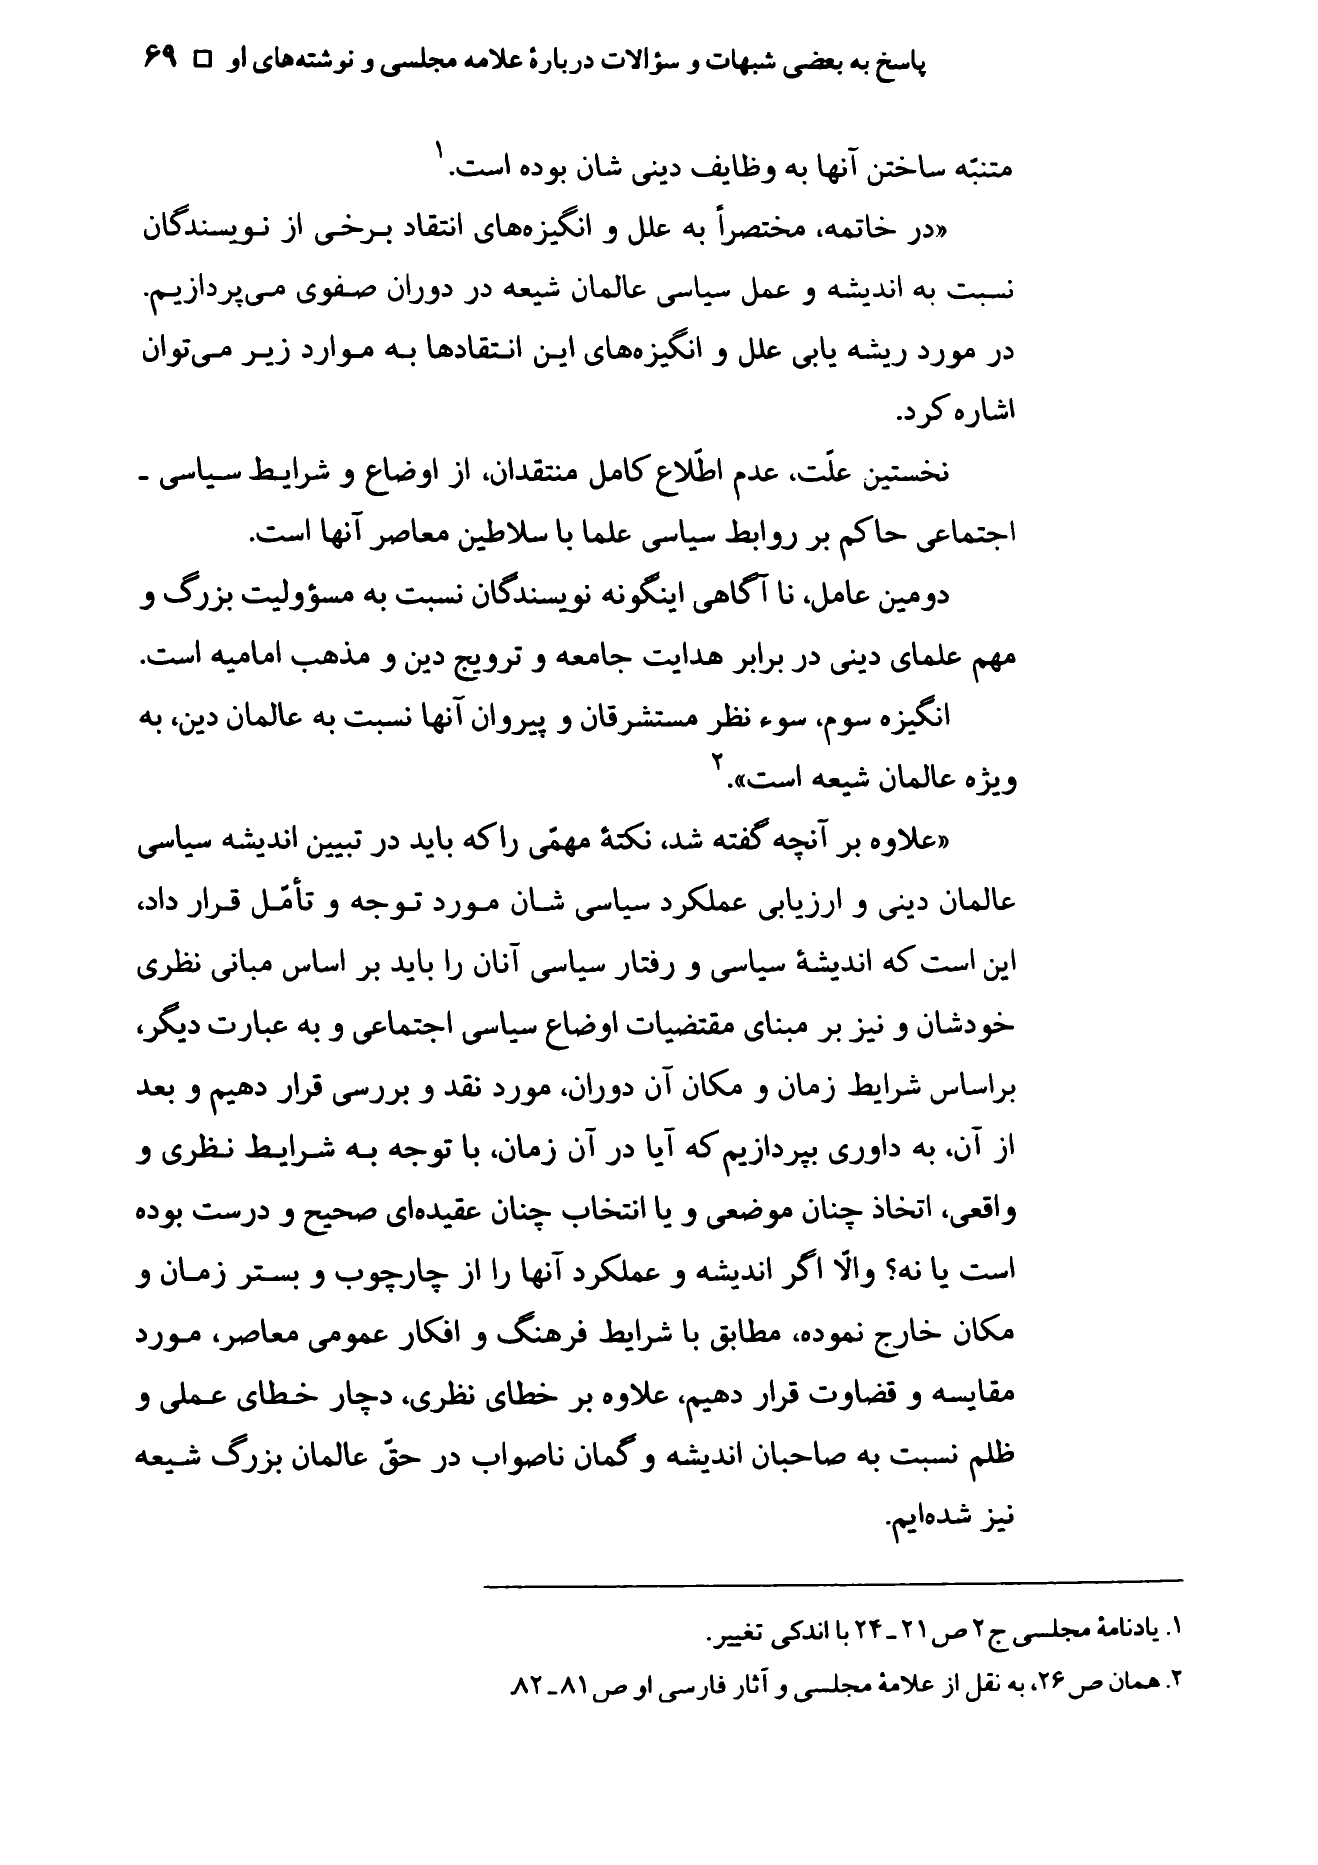 پاسخ به بعضی شبهات و سؤالات دربارهٔ علامه مجلسی و نوشته‌های او □ ۶۹
متنبّه ساختن آنها به وظایف دینی شان بوده است.۱
«در خاتمه، مختصراً به علل و انگیزه‌های انتقاد برخی از نویسندگان
نسبت به اندیشه و عمل سیاسی عالمان شیعه در دوران صفوی می‌پردازیم.
در مورد ریشه یابی علل و انگیزه‌های این انتقادها به موارد زیر می‌توان
اشاره کرد.
نخستین علّت، عدم اطّلاع کامل منتقدان، از اوضاع و شرایط سیاسی -
اجتماعی حاکم بر روابط سیاسی علما با سلاطین معاصر آنها است.
دومین عامل، نا آگاهی اینگونه نویسندگان نسبت به مسؤولیت بزرگ و
مهم علمای دینی در برابر هدایت جامعه و ترویج دین و مذهب امامیه است.
انگیزه سوم، سوء نظر مستشرقان و پیروان آنها نسبت به عالمان دین، به
ویژه عالمان شیعه است».۲
«علاوه بر آنچه گفته شد، نکتهٔ مهمّی را که باید در تبیین اندیشه سیاسی
عالمان دینی و ارزیابی عملکرد سیاسی شان مورد توجه و تأمّل قرار داد،
این است که اندیشهٔ سیاسی و رفتار سیاسی آنان را باید بر اساس مبانی نظری
خودشان و نیز بر مبنای مقتضیات اوضاع سیاسی اجتماعی و به عبارت دیگر،
براساس شرایط زمان و مکان آن دوران، مورد نقد و بررسی قرار دهیم و بعد
از آن، به داوری بپردازیم که آیا در آن زمان، با توجه به شرایط نظری و
واقعی، اتخاذ چنان موضعی و یا انتخاب چنان عقیده‌ای صحیح و درست بوده
است یا نه؟ والّا اگر اندیشه و عملکرد آنها را از چارچوب و بستر زمان و
مکان خارج نموده، مطابق با شرایط فرهنگ و افکار عمومی معاصر، مورد
مقایسه و قضاوت قرار دهیم، علاوه بر خطای نظری، دچار خطای عملی و
ظلم نسبت به صاحبان اندیشه و گمان ناصواب در حقّ عالمان بزرگ شیعه
نیز شده‌ایم.
۱. یادنامهٔ مجلسی ج۲ ص۲۱-۲۴ با اندکی تغییر.
۲. همان ص۲۶، به نقل از علامهٔ مجلسی و آثار فارسی او ص۸۱-۸۲.